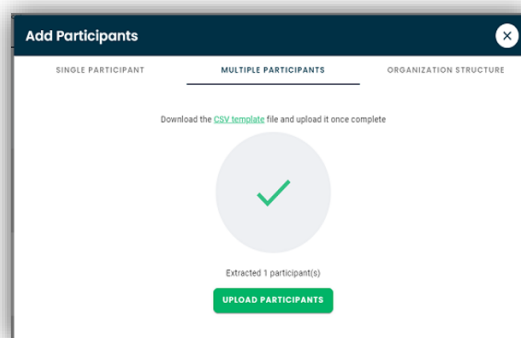 Add Participants
SINGLE PARTICIPANT
MULTIPLE PARTICIPANTS
ORGANIZATION STRUCTURE
Download the CSV template file and upload it once complete
Extracted 1 participant(s)
UPLOAD PARTICIPANTS